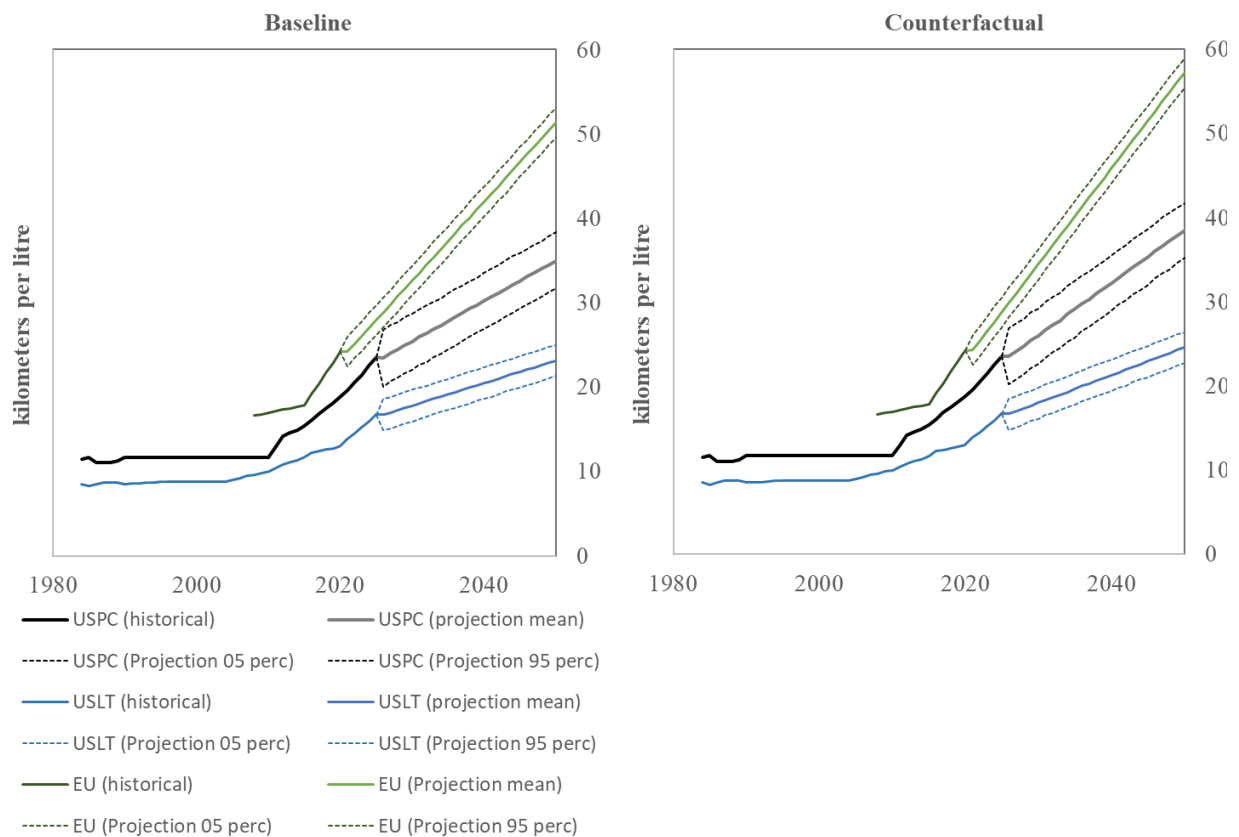 Baseline
Counterfactual
kilometers per litre
60
50
40
30
20
10
0
1980 2000 2020 2040
kilometers per litre
60
50
40
30
20
10
0
1980 2000 2020 2040
USPC (historical) USPC (projection mean)
USPC (Projection 05 perc) USPC (Projection 95 perc)
USLT (historical) USLT (projection mean)
USLT (Projection 05 perc) USLT (Projection 95 perc)
EU (historical) EU (Projection mean)
EU (Projection 05 perc) EU (Projection 95 perc)